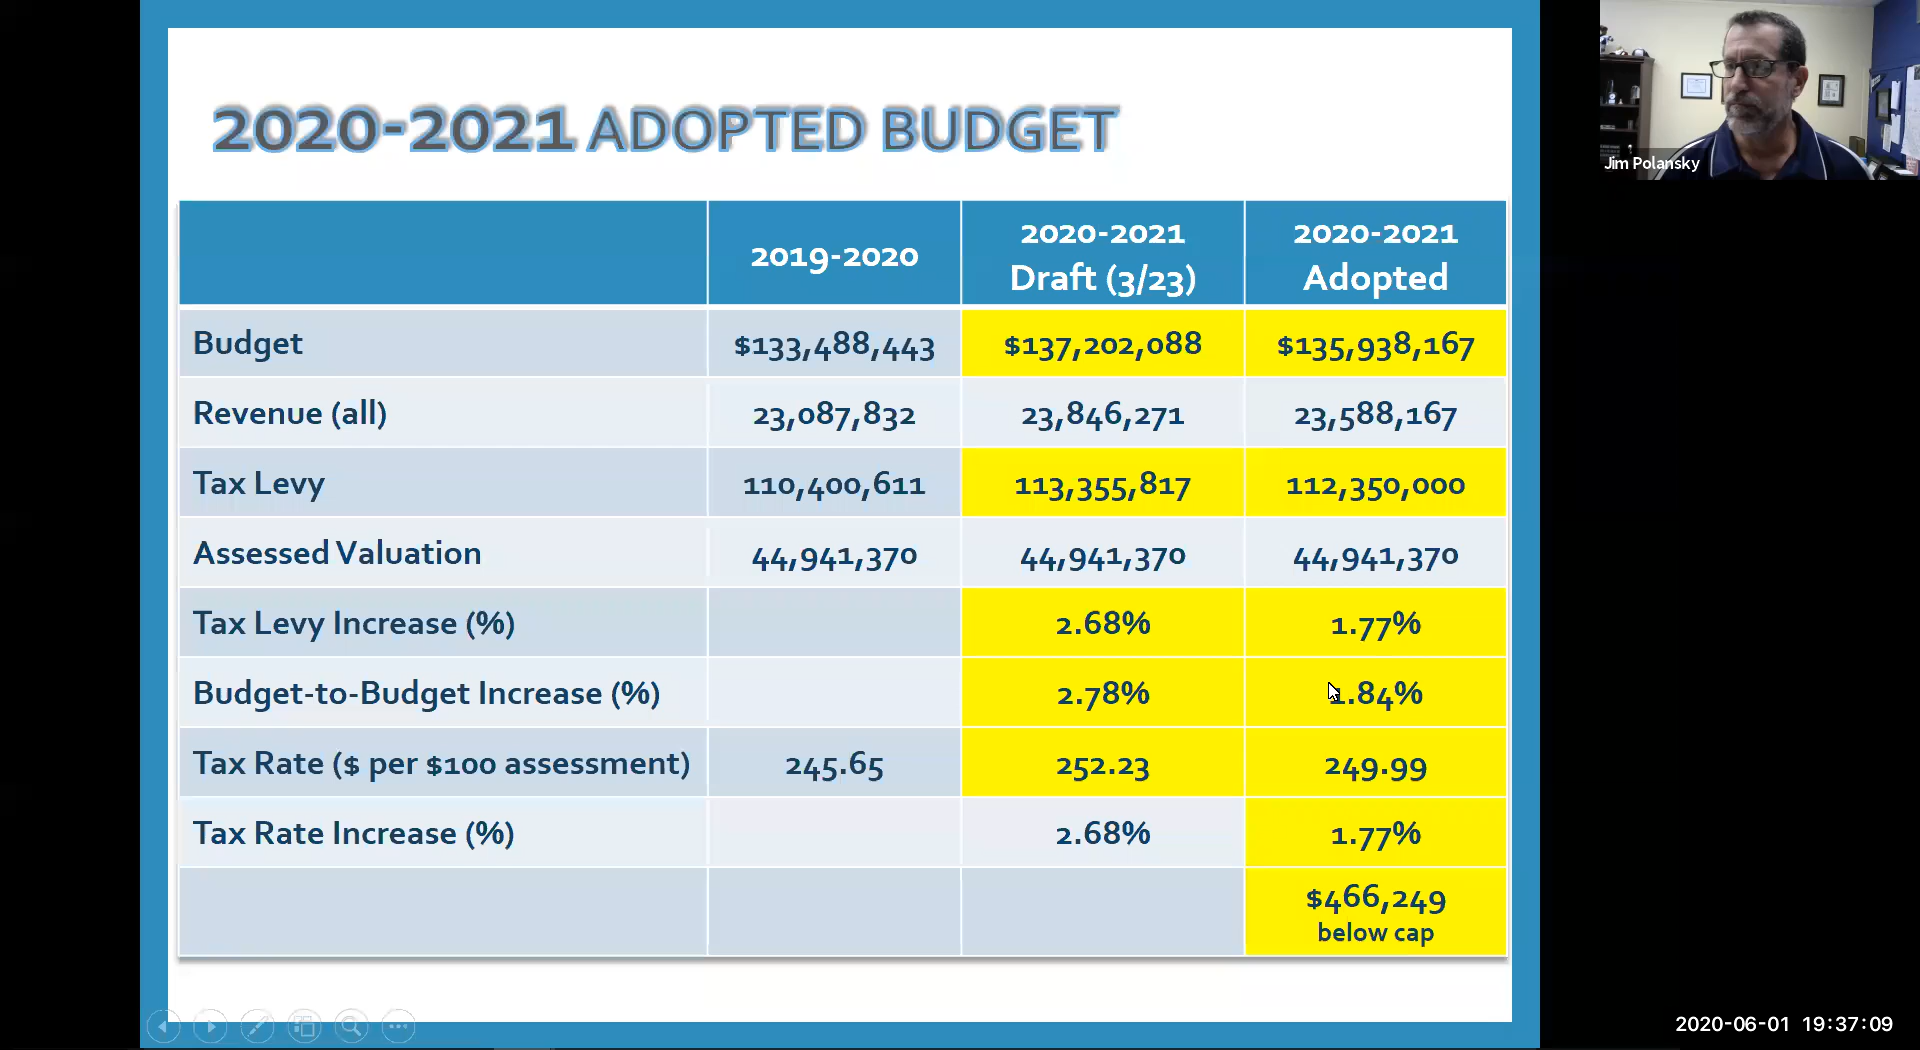 2020-2021 ADOPTED BUDGET
Jim Polansky
2019-2020
2020-2021
Draft (3/23)
2020-2021
Adopted
Budget $133,488,443 $137,202,088 $135,938,167
Revenue (all) 23,087,832 23,846,271 23,588,167
Tax Levy 110,400,611 113,355,817 112,350,000
Assessed Valuation 44,941,370 44,941,370 44,941,370
Tax Levy Increase (%) 2.68% 1.77%
Budget-to-Budget Increase (%) 2.78% 1.84%
Tax Rate ($ per $100 assessment) 245.65 252.23 249.99
Tax Rate Increase (%) 2.68% 1.77%
$466,249
below cap
2020-06-01 19:37:09